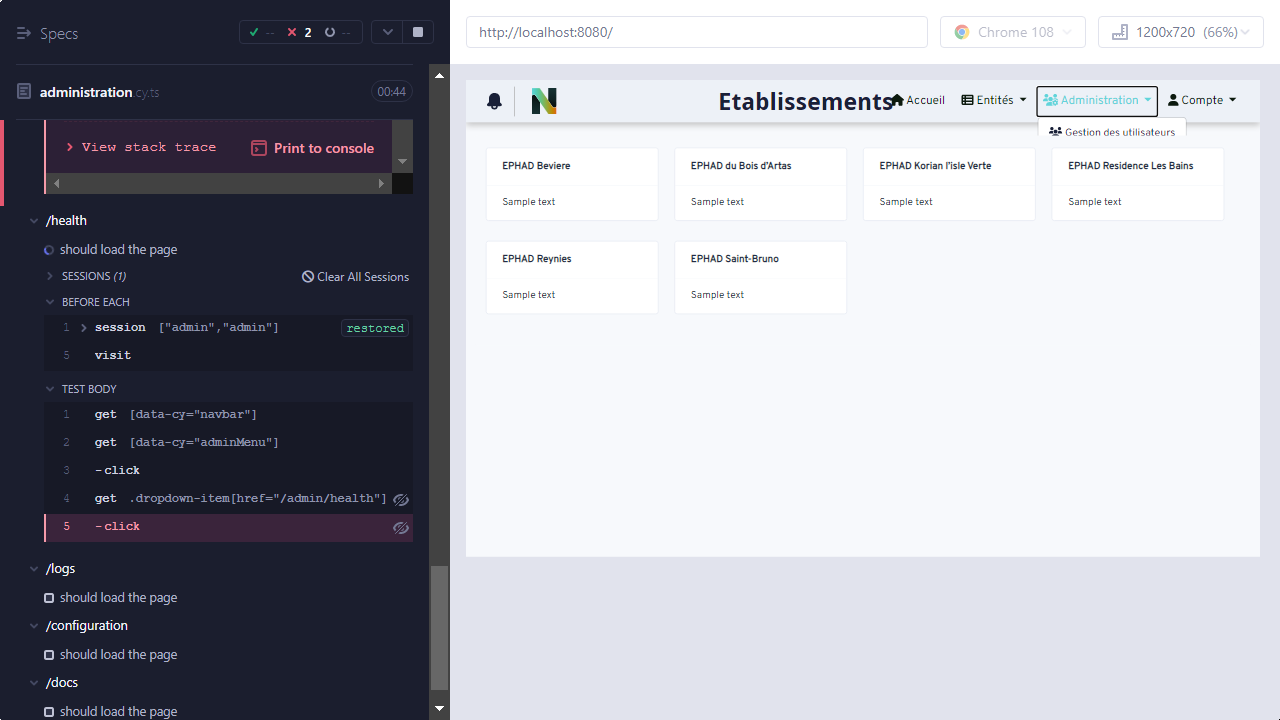 Specs
-- 2 --
administration.cy.ts 00:44
View stack trace Print to console
/health
should load the page
SESSIONS (1) Clear All Sessions
BEFORE EACH
1 session ["admin","admin"] restored
5 visit
TEST BODY
1 get [data-cy="navbar"]
2 get [data-cy="adminMenu"]
3 -click
4 get .dropdown-item[href="/admin/health"]
5 -click
/logs
should load the page
/configuration
should load the page
/docs
should load the page
http://localhost:8080/ Chrome 108 1200x720 (66%)
N Etablissements Accueil Entités Administration Compte
Gestion des utilisateurs
EPHAD Beviere EPHAD du Bois d'Artas EPHAD Korian l'isle Verte EPHAD Residence Les Bains
Sample text Sample text Sample text Sample text
EPHAD Reynies EPHAD Saint-Bruno
Sample text Sample text